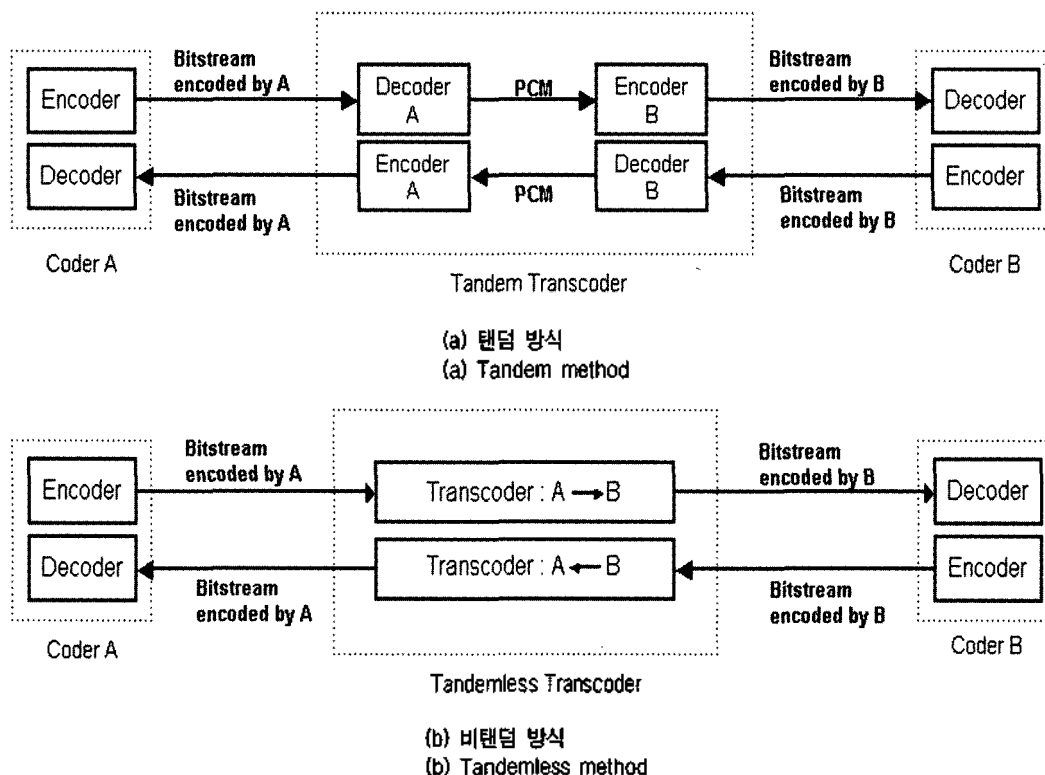 Bitstream
encoded by A
Bitstream
encoded by B
Encoder
Decoder
A
PCM
Encoder
B
Decoder
Decoder
Encoder
A
PCM
Decoder
B
Encoder
Bitstream
encoded by A
Bitstream
encoded by B
Coder A
Coder B
Tandem Transcoder
(a) 탠덤 방식
(a) Tandem method
Bitstream
encoded by A
Bitstream
encoded by B
Encoder
Transcoder : A → B
Decoder
Decoder
Transcoder : A ← B
Encoder
Bitstream
encoded by A
Bitstream
encoded by B
Coder A
Coder B
Tandemless Transcoder
(b) 비탠덤 방식
(b) Tandemless method